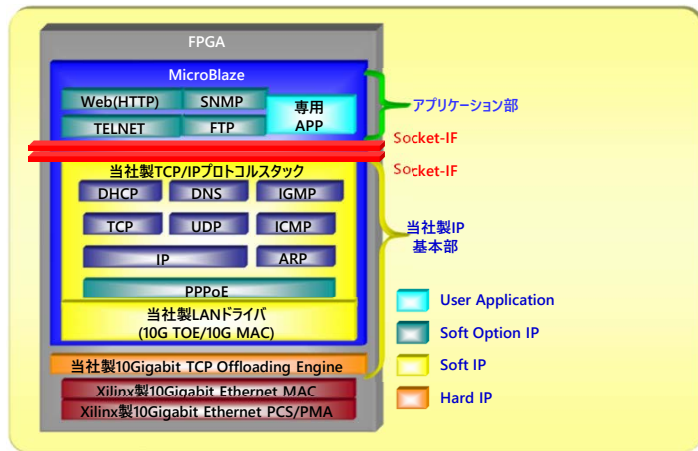 FPGA
MicroBlaze
Web(HTTP)
SNMP
専用
APP
TELNET
FTP
アプリケーション部
Socket-IF
Socket-IF
当社製TCP/IPプロトコルスタック
DHCP
DNS
IGMP
TCP
UDP
ICMP
IP
ARP
PPPoE
当社製LANドライバ
(10G TOE/10G MAC)
当社製IP
基本部
当社製10Gigabit TCP Offloading Engine
Xilinx製10Gigabit Ethernet MAC
Xilinx製10Gigabit Ethernet PCS/PMA
User Application
Soft Option IP
Soft IP
Hard IP